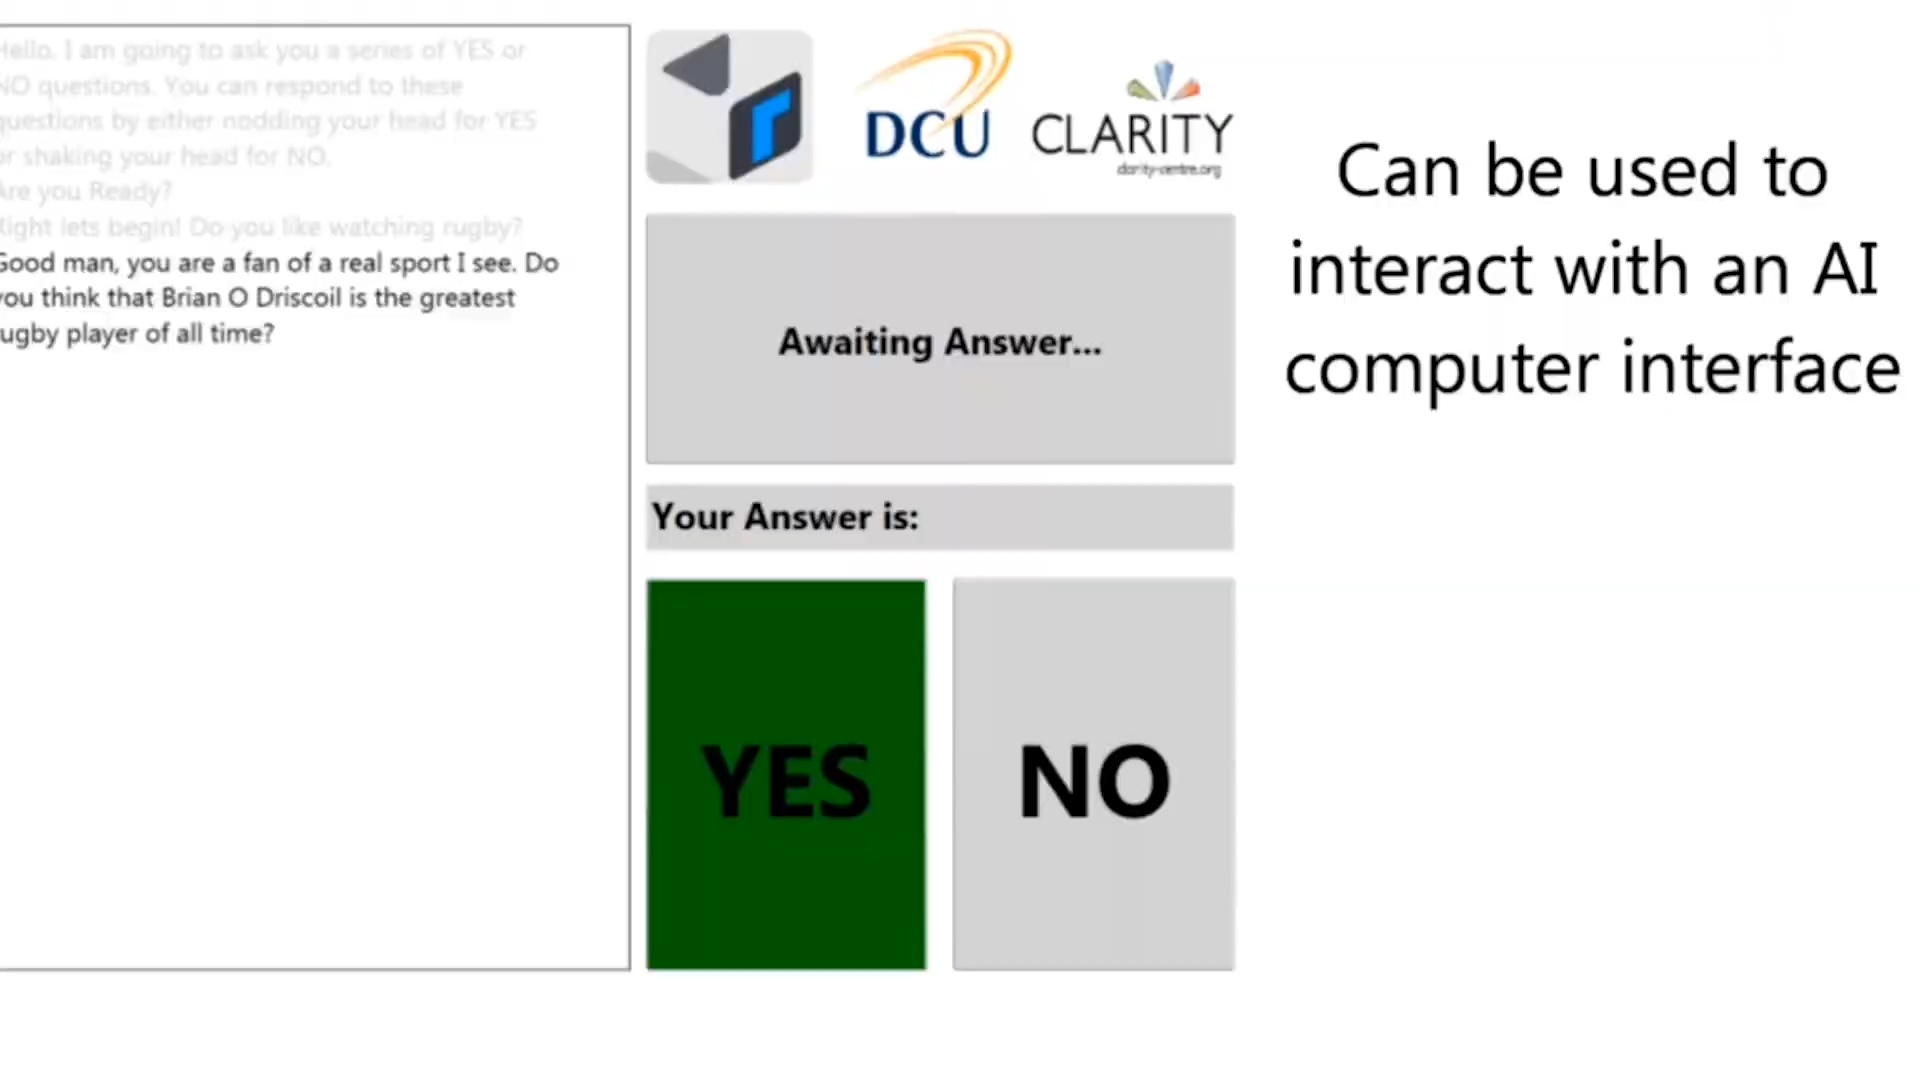 Hello. I am going to ask you a series of YES or
NO questions. You can respond to these
questions by either nodding your head for YES
or shaking your head for NO.
Are you Ready?
Right lets begin! Do you like watching rugby?
Good man, you are a fan of a real sport I see. Do
you think that Brian O Driscoil is the greatest
rugby player of all time?
DCU
CLARITY
clarity-centre.org
Awaiting Answer...
Your Answer is:
YES
NO
Can be used to
interact with an AI
computer interface